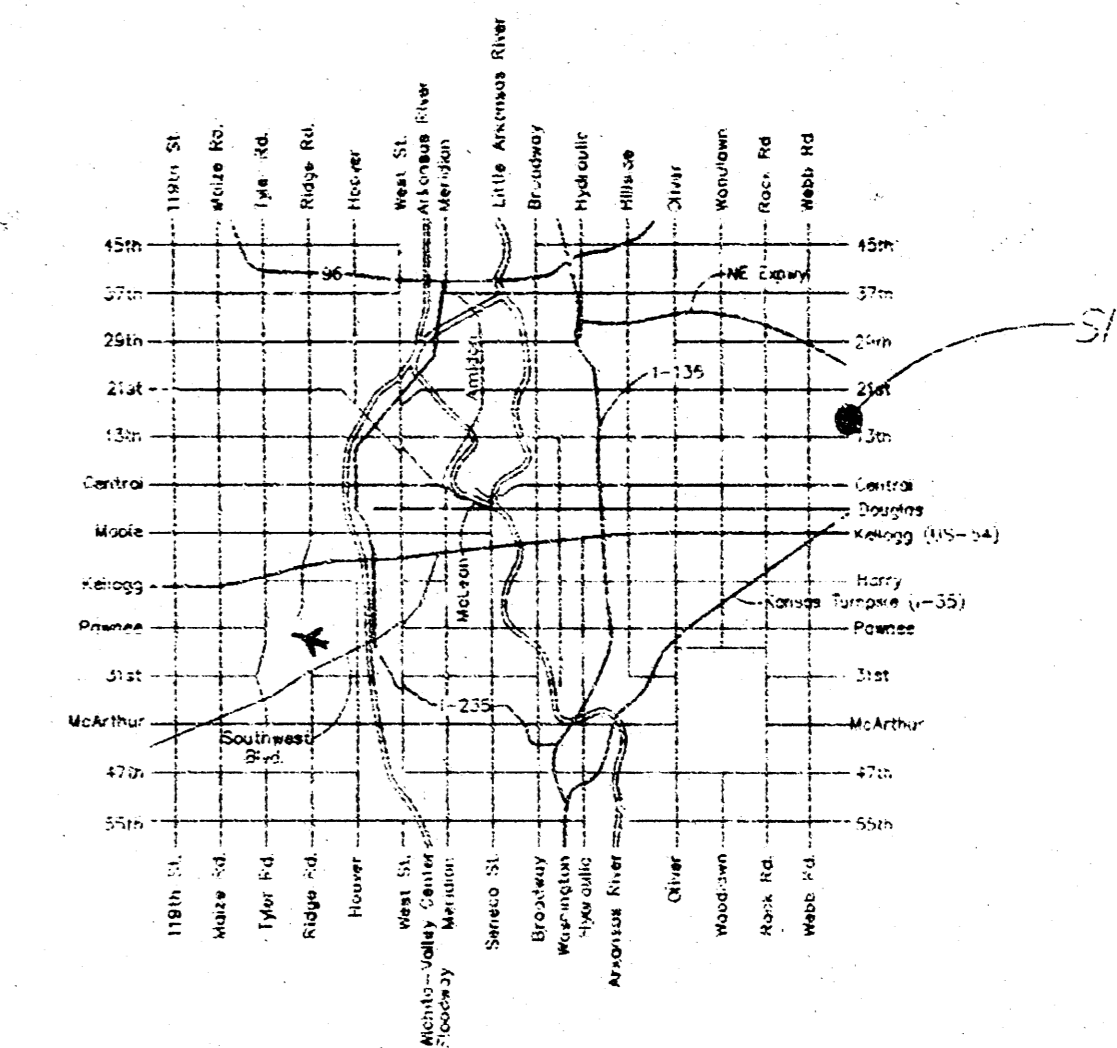 119th St.
Maize Rd.
Tyler Rd.
Ridge Rd.
Hoover
West St.
Arkansas River
Meridian
Little Arkansas River
Broadway
Hydraulic
Hillside
Oliver
Woodlawn
Rock Rd
Webb Rd
45th
45th
96
NE Expwy
37th
37th
SI
29th
29th
Amidon
I-135
21st
21st
13th
13th
Central
Central
Douglas
Maple
Kellogg (US-54)
Kellogg
Harry
McLean
Kansas Turnpike (I-35)
Pawnee
Pawnee
31st
31st
I-235
McArthur
McArthur
Southwest
Blvd.
47th
47th
55th
55th
119th St.
Maize Rd.
Tyler Rd.
Ridge Rd.
Hoover
West St.
Wichita-Valley Center
Floodway
Meridian
Seneca St.
Broadway
Washington
Hydraulic
Arkansas River
Oliver
Woodlawn
Rock Rd.
Webb Rd.